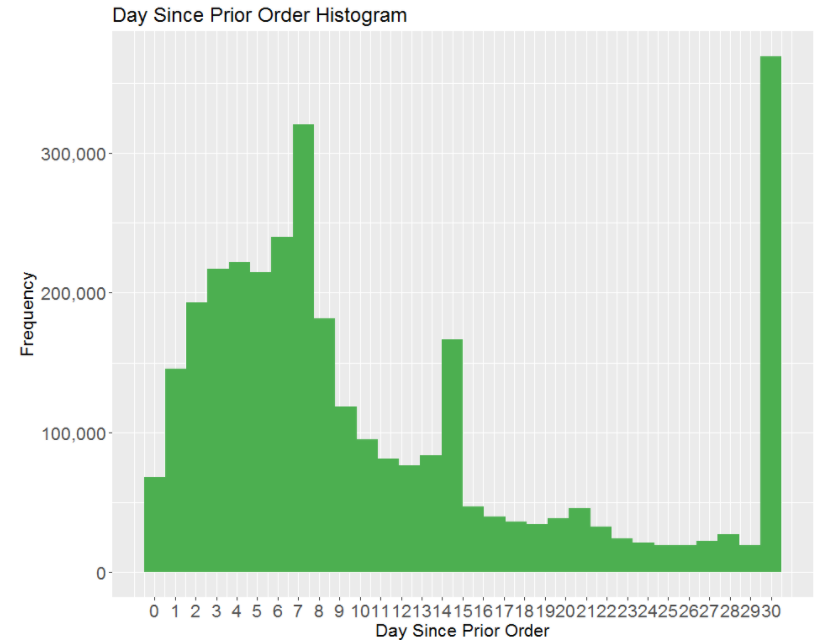 Day Since Prior Order Histogram
Frequency
300,000
200,000
100,000
0
0 1 2 3 4 5 6 7 8 9 10 11 12 13 14 15 16 17 18 19 20 21 22 23 24 25 26 27 28 29 30
Day Since Prior Order